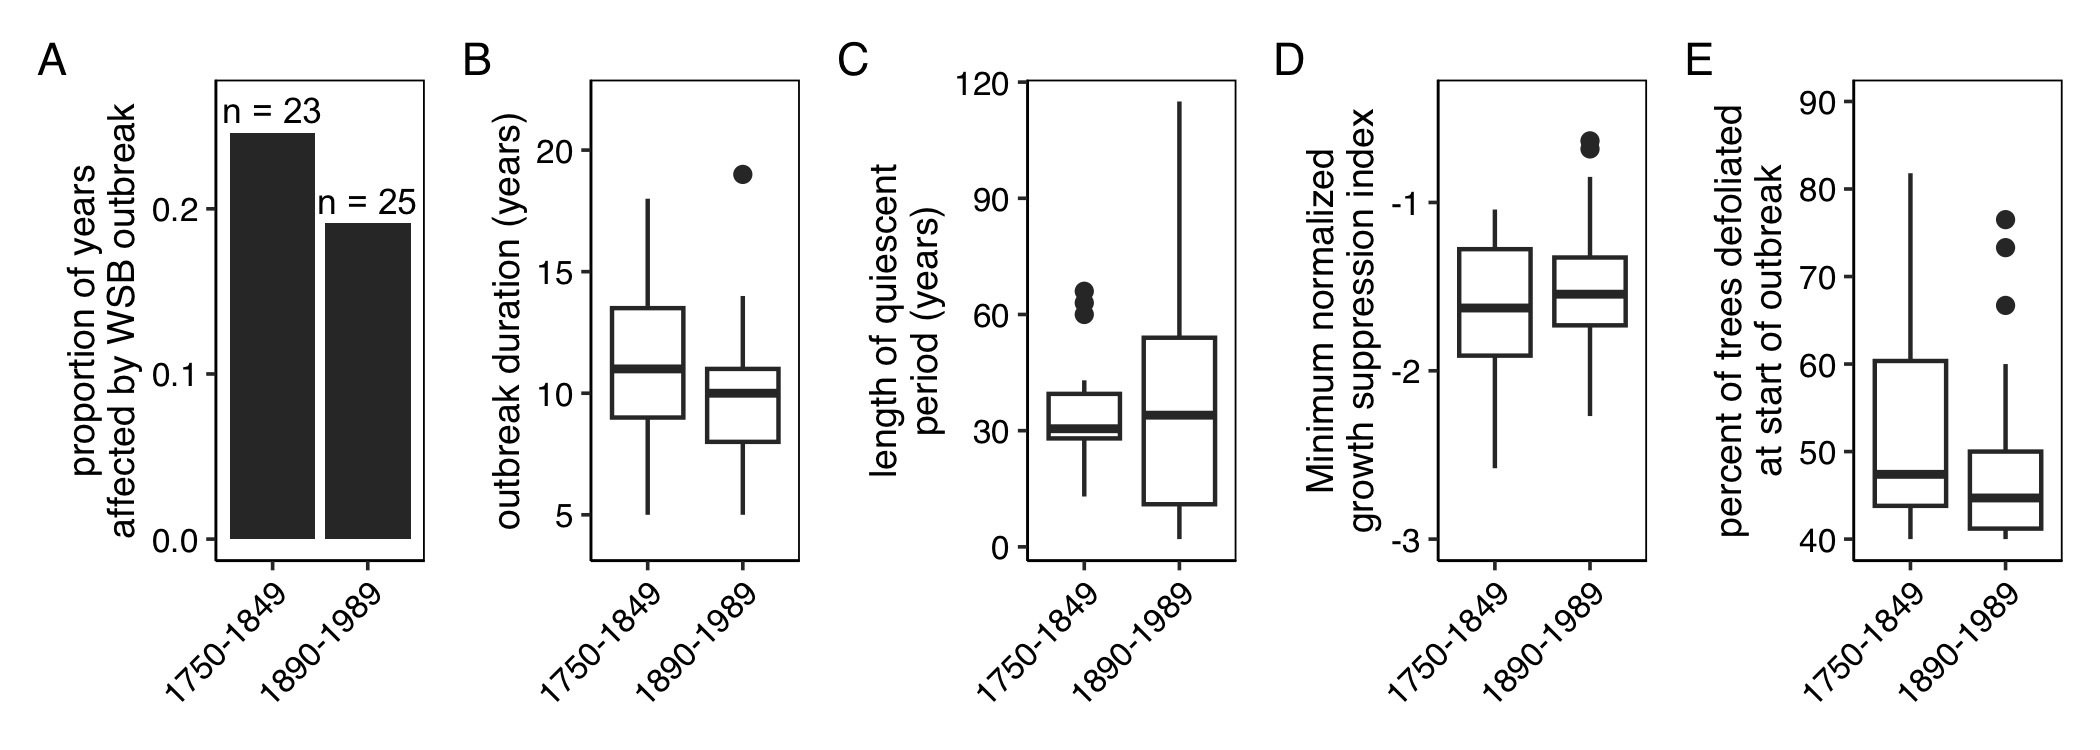 A
proportion of years
affected by WSB outbreak
0.2
0.1
0.0
n = 23
n = 25
1750-1849
1890-1989
B
outbreak duration (years)
20
15
10
5
1750-1849
1890-1989
C
length of quiescent
period (years)
120
90
60
30
0
1750-1849
1890-1989
D
Minimum normalized
growth suppression index
-1
-2
-3
1750-1849
1890-1989
E
percent of trees defoliated
at start of outbreak
90
80
70
60
50
40
1750-1849
1890-1989